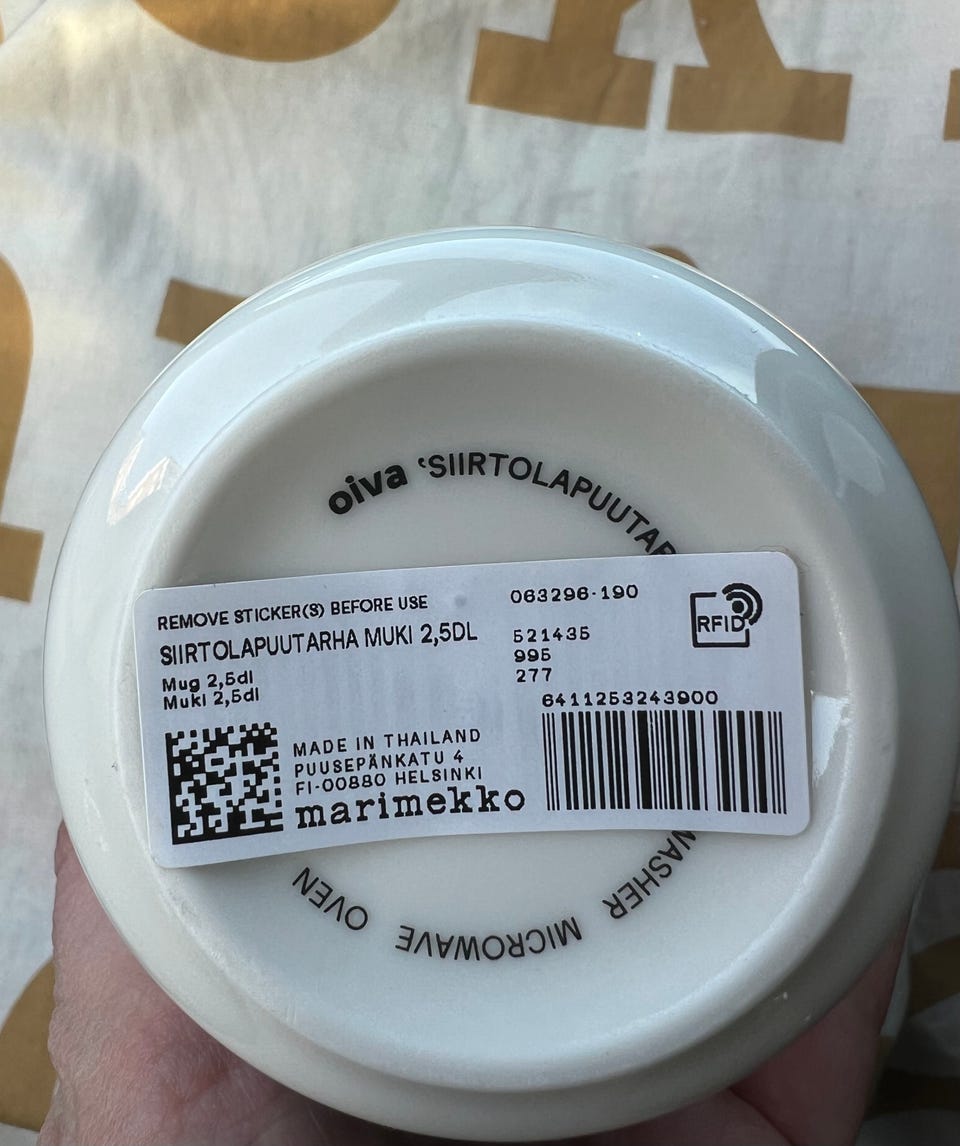 oiva 'SIIRTOLAPUUTAR
REMOVE STICKER(S) BEFORE USE
SIIRTOLAPUUTARHA MUKI 2,5DL
Mug 2,5dl
Muki 2,5dl
063296-190
521435
995
277
RFID
6411253243900
MADE IN THAILAND
PUUSEPÄNKATU 4
FI-00880 HELSINKI
marimekko
WASHER MICROWAVE OVEN